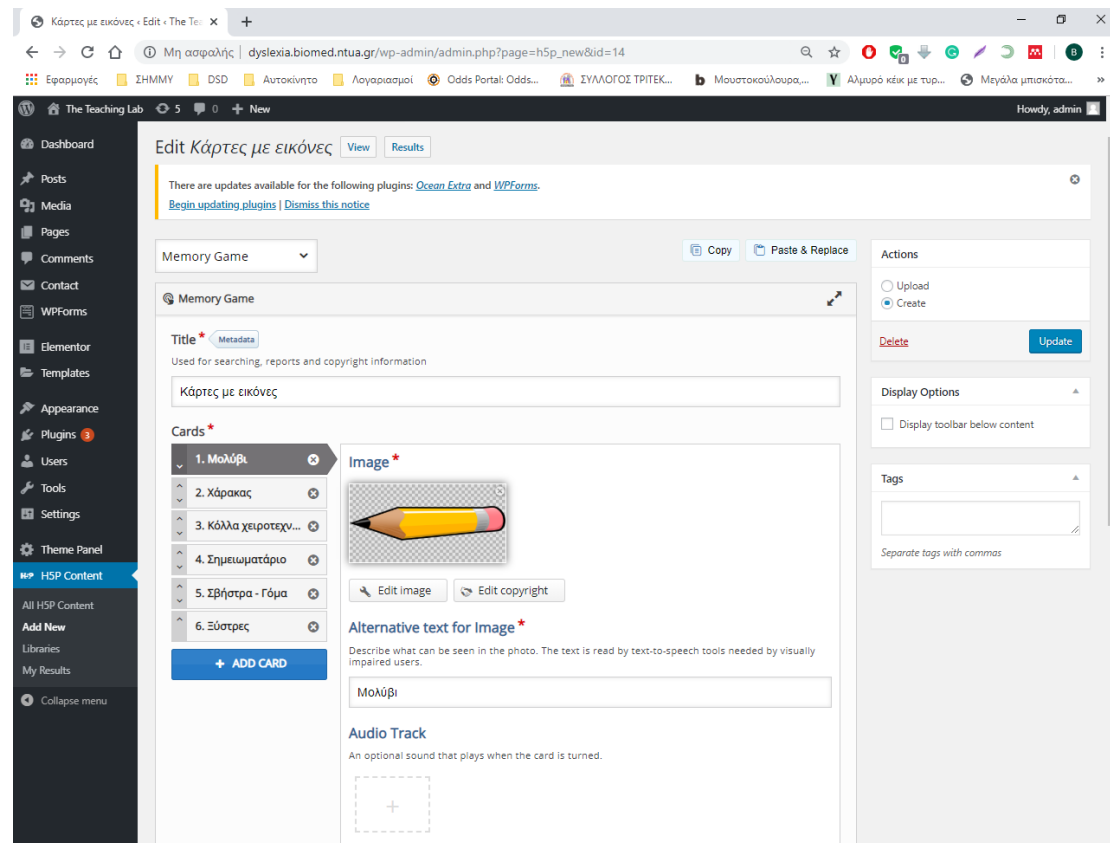 Κάρτες με εικόνες ‹ Edit ‹ The Tea
Μη ασφαλής | dyslexia.biomed.ntua.gr/wp-admin/admin.php?page=h5p_new&id=14
Εφαρμογές ΣΗΜΜΥ DSD Αυτοκίνητο Λογαριασμοί Odds Portal: Odds... ΣΥΛΛΟΓΟΣ ΤΡΙΤΕΚ... Μουστοκούλουρα,... Αλμυρό κέικ με τυρ... Μεγάλα μπισκότα... »
The Teaching Lab 5 0 + New Howdy, admin
Dashboard
Posts
Media
Pages
Comments
Contact
WPForms
Elementor
Templates
Appearance
Plugins 3
Users
Tools
Settings
Theme Panel
H5P Content
All H5P Content
Add New
Libraries
My Results
Collapse menu
Edit Κάρτες με εικόνες View Results
There are updates available for the following plugins: Ocean Extra and WPForms.
Begin updating plugins | Dismiss this notice
Memory Game
Copy Paste & Replace
Memory Game
Title * Metadata
Used for searching, reports and copyright information
Κάρτες με εικόνες
Cards *
1. Μολύβι
2. Χάρακας
3. Κόλλα χειροτεχν...
4. Σημειωματάριο
5. Σβήστρα - Γόμα
6. Ξύστρες
+ ADD CARD
Image *
Edit image Edit copyright
Alternative text for Image *
Describe what can be seen in the photo. The text is read by text-to-speech tools needed by visually
impaired users.
Μολύβι
Audio Track
An optional sound that plays when the card is turned.
+
Actions
Upload
Create
Delete Update
Display Options
Display toolbar below content
Tags
Separate tags with commas